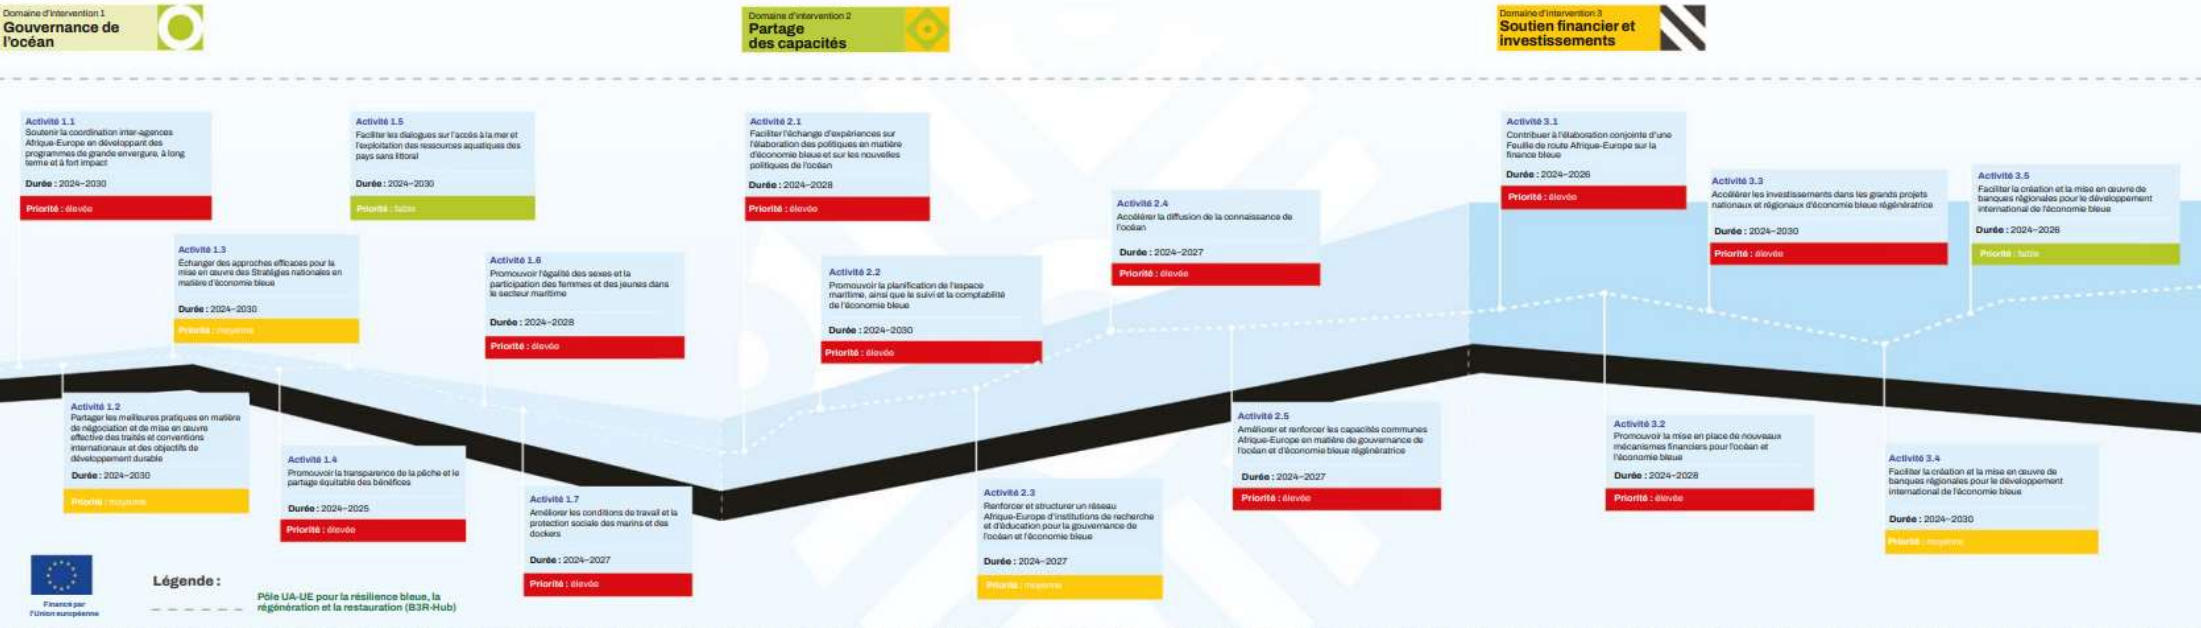 Domaine d'intervention 1
Gouvernance de
l'océan
Domaine d'intervention 2
Partage
des capacités
Domaine d'intervention 3
Soutien financier et
investissements
Activité 1.1
Soutenir la coordination inter-agences
Afrique-Europe en développant des
programmes de grande envergure, à long
terme et à fort impact
Durée : 2024–2030
Priorité : élevée
Activité 1.2
Partager les meilleures pratiques en matière
de négociation et de mise en œuvre
effective des traités et conventions
internationaux et des objectifs de
développement durable
Durée : 2024–2030
Priorité : moyenne
Activité 1.3
Échanger des approches efficaces pour la
mise en œuvre des Stratégies nationales en
matière d'économie bleue
Durée : 2024–2030
Priorité : moyenne
Activité 1.4
Promouvoir la transparence de la pêche et le
partage équitable des bénéfices
Durée : 2024–2025
Priorité : élevée
Activité 1.5
Faciliter les dialogues sur l'accès à la mer et
l'exploitation des ressources aquatiques des
pays sans littoral
Durée : 2024–2030
Priorité : faible
Activité 1.6
Promouvoir l'égalité des sexes et la
participation des femmes et des jeunes dans
le secteur maritime
Durée : 2024–2028
Priorité : élevée
Activité 1.7
Améliorer les conditions de travail et la
protection sociale des marins et des
dockers
Durée : 2024–2027
Priorité : élevée
Activité 2.1
Faciliter l'échange d'expériences sur
l'élaboration des politiques en matière
d'économie bleue et sur les nouvelles
politiques de l'océan
Durée : 2024–2028
Priorité : élevée
Activité 2.2
Promouvoir la planification de l'espace
maritime, ainsi que le suivi et la comptabilité
de l'économie bleue
Durée : 2024–2030
Priorité : élevée
Activité 2.3
Renforcer et structurer un réseau
Afrique-Europe d'institutions de recherche
et d'éducation pour la gouvernance de
l'océan et l'économie bleue
Durée : 2024–2027
Priorité : moyenne
Activité 2.4
Accélérer la diffusion de la connaissance de
l'océan
Durée : 2024–2027
Priorité : élevée
Activité 2.5
Améliorer et renforcer les capacités communes
Afrique-Europe en matière de gouvernance de
l'océan et d'économie bleue régénératrice
Durée : 2024–2027
Priorité : élevée
Activité 3.1
Contribuer à l'élaboration conjointe d'une
Feuille de route Afrique-Europe sur la
finance bleue
Durée : 2024–2026
Priorité : élevée
Activité 3.2
Promouvoir la mise en place de nouveaux
mécanismes financiers pour l'océan et
l'économie bleue
Durée : 2024–2028
Priorité : élevée
Activité 3.3
Accélérer les investissements dans les grands projets
nationaux et régionaux d'économie bleue régénératrice
Durée : 2024–2030
Priorité : élevée
Activité 3.4
Faciliter la création et la mise en œuvre de
banques régionales pour le développement
international de l'économie bleue
Durée : 2024–2030
Priorité : moyenne
Activité 3.5
Faciliter la création et la mise en œuvre de
banques régionales pour le développement
international de l'économie bleue
Durée : 2024–2026
Priorité : faible
Financé par
l'Union européenne
Légende :
Pôle UA-UE pour la résilience bleue, la
régénération et la restauration (B3R-Hub)